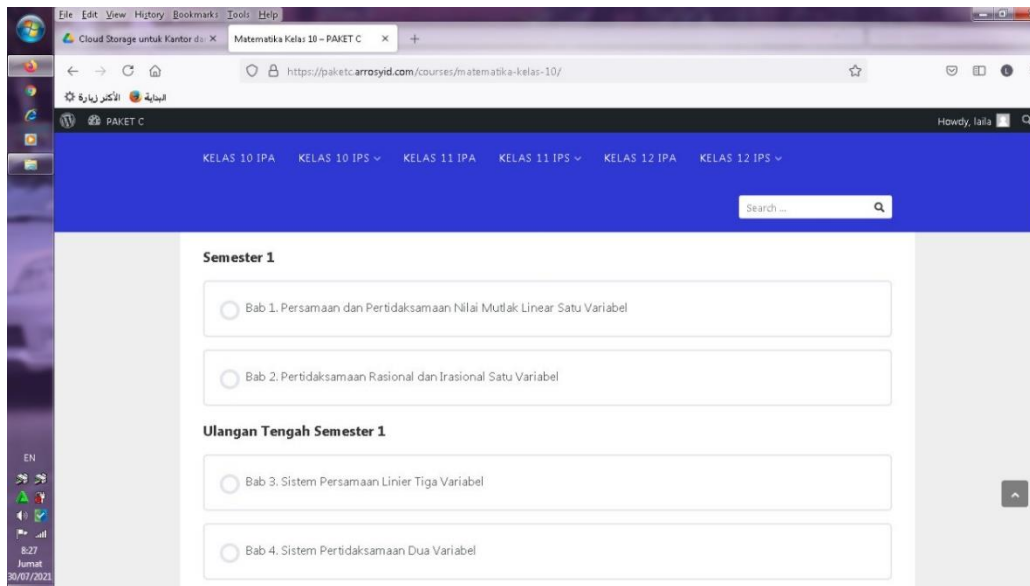 File Edit View History Bookmarks Tools Help
Cloud Storage untuk Kantor da
Matematika Kelas 10 – PAKET C
https://paketc.arrosyid.com/courses/matematika-kelas-10/
البداية
الأكثر زيارة
PAKET C
Howdy, laila
KELAS 10 IPA KELAS 10 IPS KELAS 11 IPA KELAS 11 IPS KELAS 12 IPA KELAS 12 IPS
Search ...
Semester 1
Bab 1. Persamaan dan Pertidaksamaan Nilai Mutlak Linear Satu Variabel
Bab 2. Pertidaksamaan Rasional dan Irasional Satu Variabel
Ulangan Tengah Semester 1
Bab 3. Sistem Persamaan Linier Tiga Variabel
Bab 4. Sistem Pertidaksamaan Dua Variabel
EN
8:27
Jumat
30/07/2021